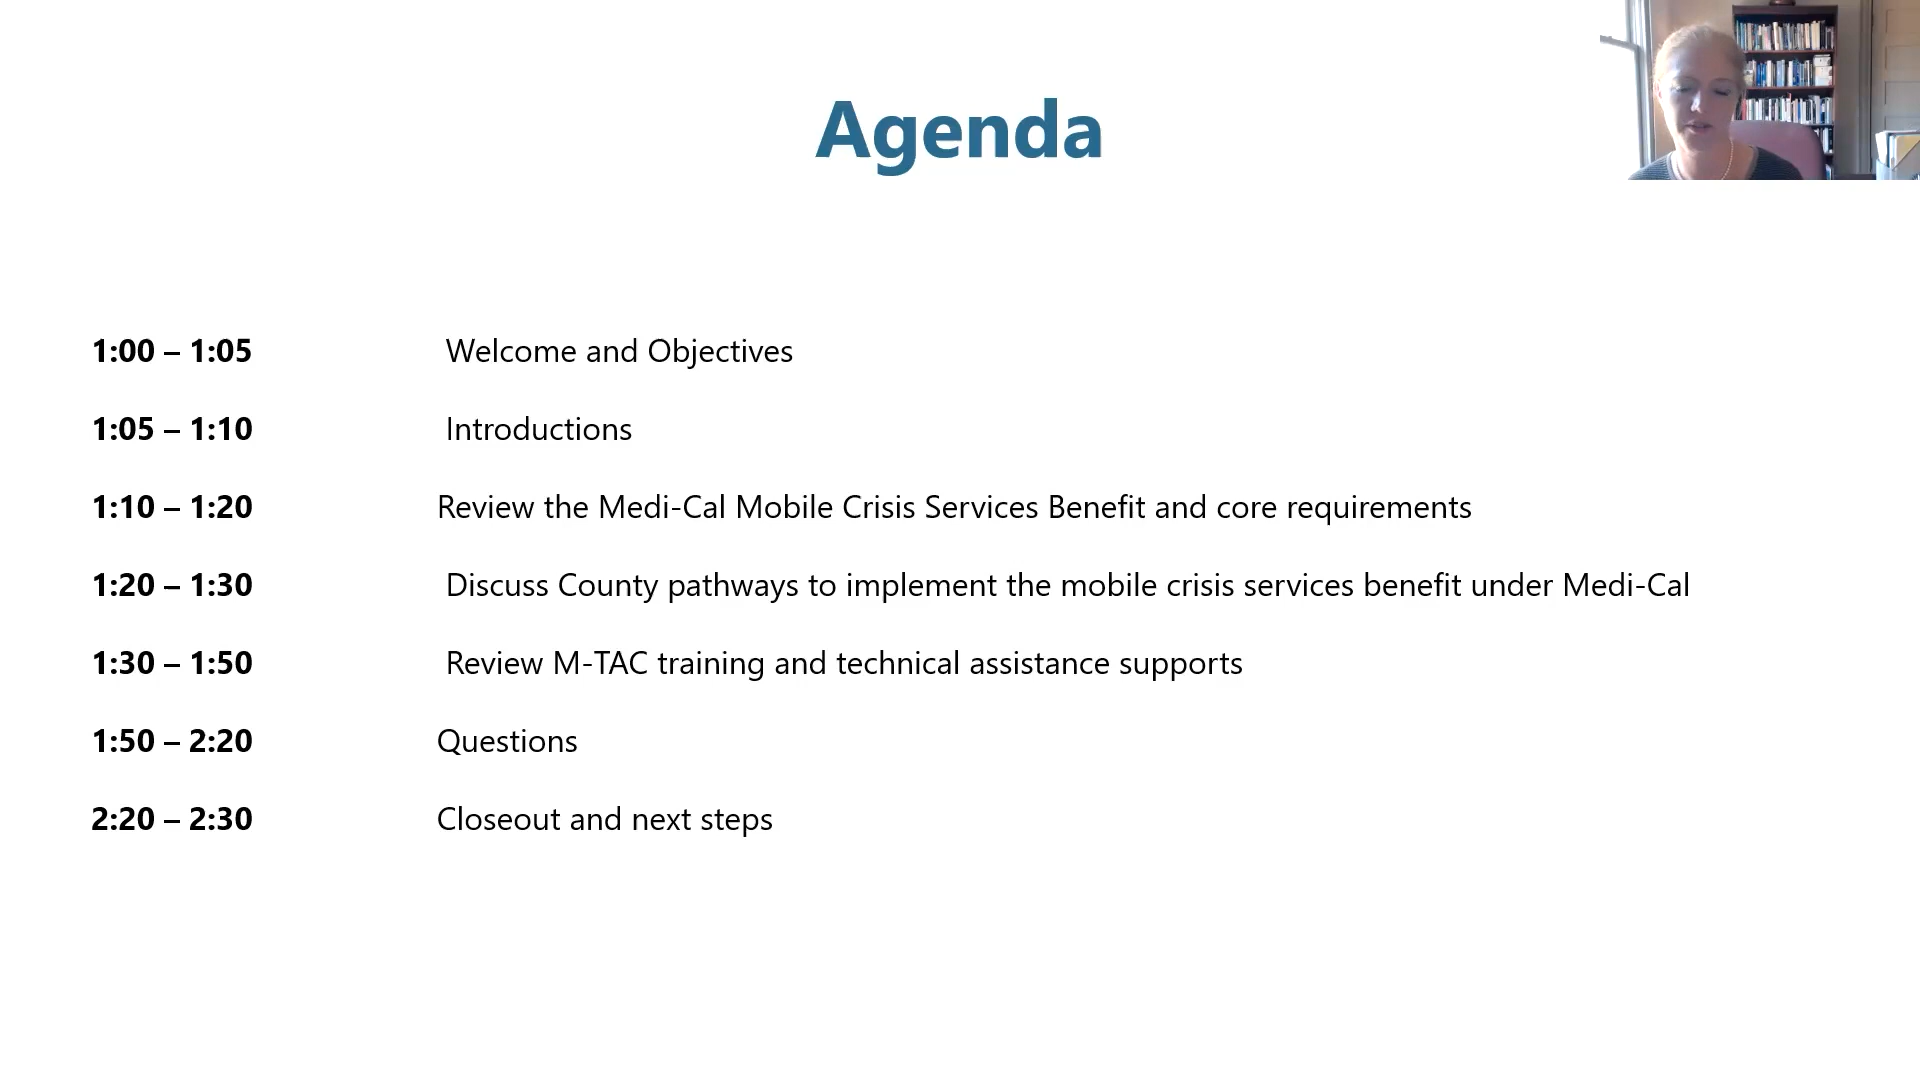 Agenda
1:00 – 1:05 Welcome and Objectives
1:05 – 1:10 Introductions
1:10 – 1:20 Review the Medi-Cal Mobile Crisis Services Benefit and core requirements
1:20 – 1:30 Discuss County pathways to implement the mobile crisis services benefit under Medi-Cal
1:30 – 1:50 Review M-TAC training and technical assistance supports
1:50 – 2:20 Questions
2:20 – 2:30 Closeout and next steps